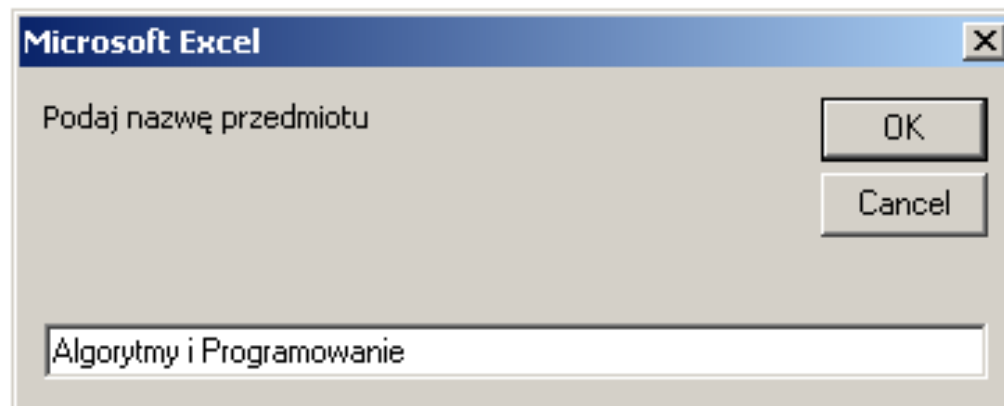 Microsoft Excel
Podaj nazwę przedmiotu
OK
Cancel
Algorytmy i Programowanie